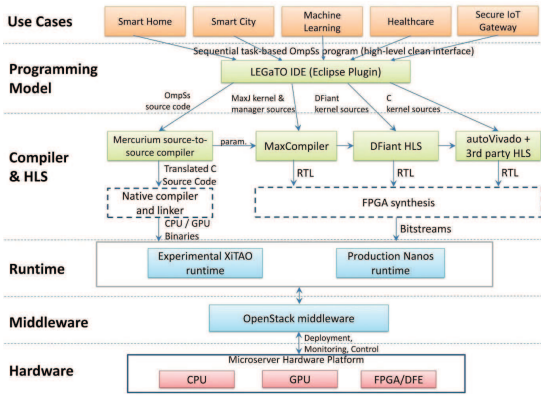 Use Cases
Smart Home
Smart City
Machine
Learning
Healthcare
Secure IoT
Gateway
Sequential task-based OmpSs program (high-level clean interface)
Programming
Model
LEGaTO IDE (Eclipse Plugin)
OmpSs
source code
MaxJ kernel &
manager sources
DFiant
kernel sources
C
kernel sources
Compiler
& HLS
Mercurium source-to-
source compiler
param.
MaxCompiler
DFiant HLS
autoVivado +
3rd party HLS
Translated C
Source Code
RTL
RTL
RTL
Native compiler
and linker
FPGA synthesis
CPU / GPU
Binaries
Bitstreams
Runtime
Experimental XiTAO
runtime
Production Nanos
runtime
Middleware
OpenStack middleware
Deployment,
Monitoring, Control
Hardware
Microserver Hardware Platform
CPU
GPU
FPGA/DFE